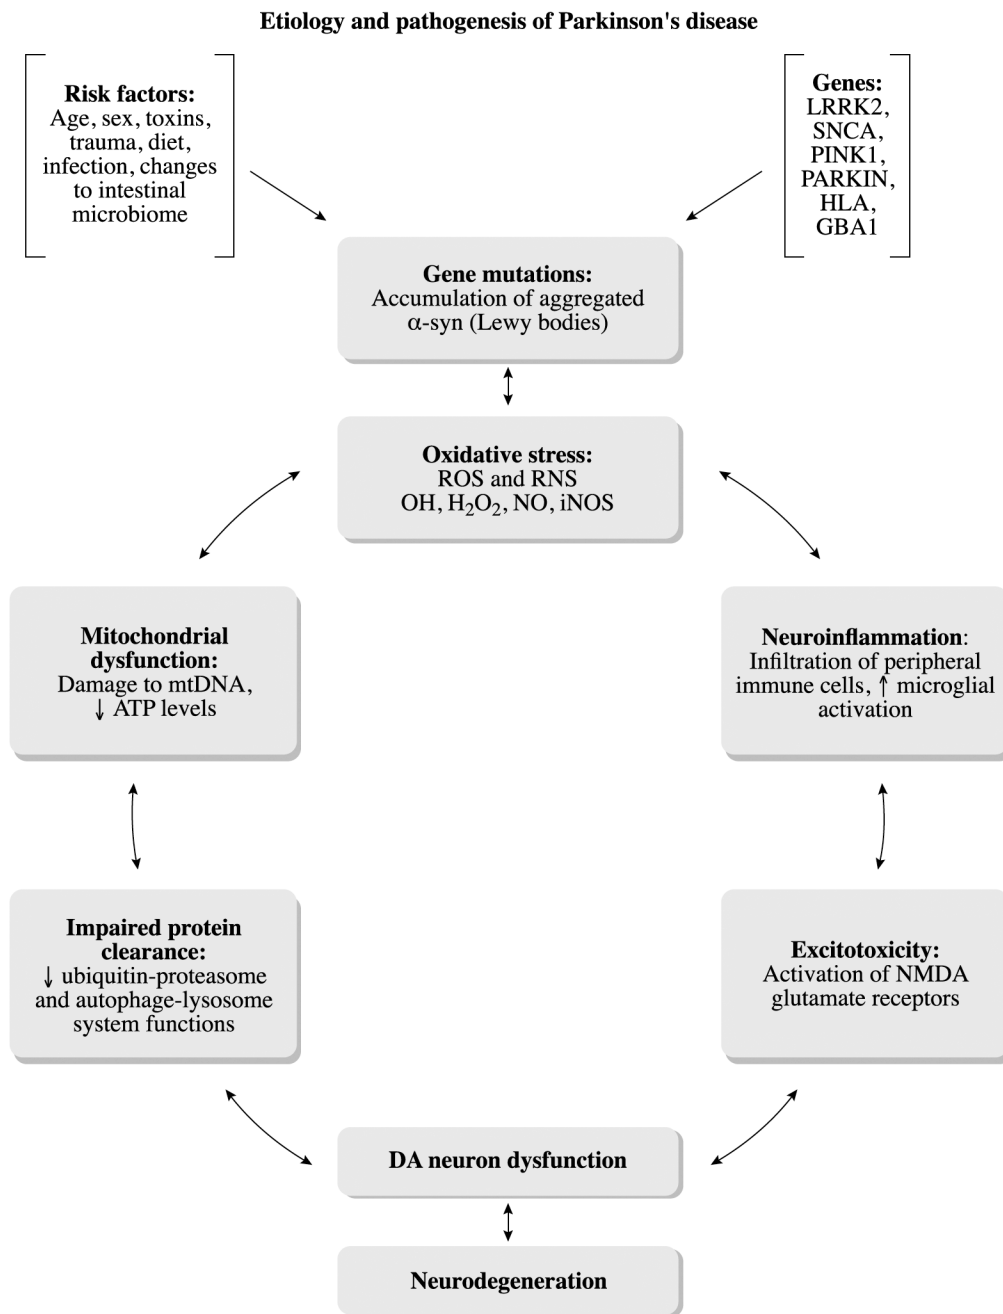 Etiology and pathogenesis of Parkinson's disease
Risk factors:
Age, sex, toxins,
trauma, diet,
infection, changes
to intestinal
microbiome
Genes:
LRRK2,
SNCA,
PINK1,
PARKIN,
HLA,
GBA1
Gene mutations:
Accumulation of aggregated
α-syn (Lewy bodies)
Oxidative stress:
ROS and RNS
OH, H₂O₂, NO, iNOS
Mitochondrial
dysfunction:
Damage to mtDNA,
↓ ATP levels
Neuroinflammation:
Infiltration of peripheral
immune cells, ↑ microglial
activation
Impaired protein
clearance:
↓ ubiquitin-proteasome
and autophage-lysosome
system functions
Excitotoxicity:
Activation of NMDA
glutamate receptors
DA neuron dysfunction
Neurodegeneration